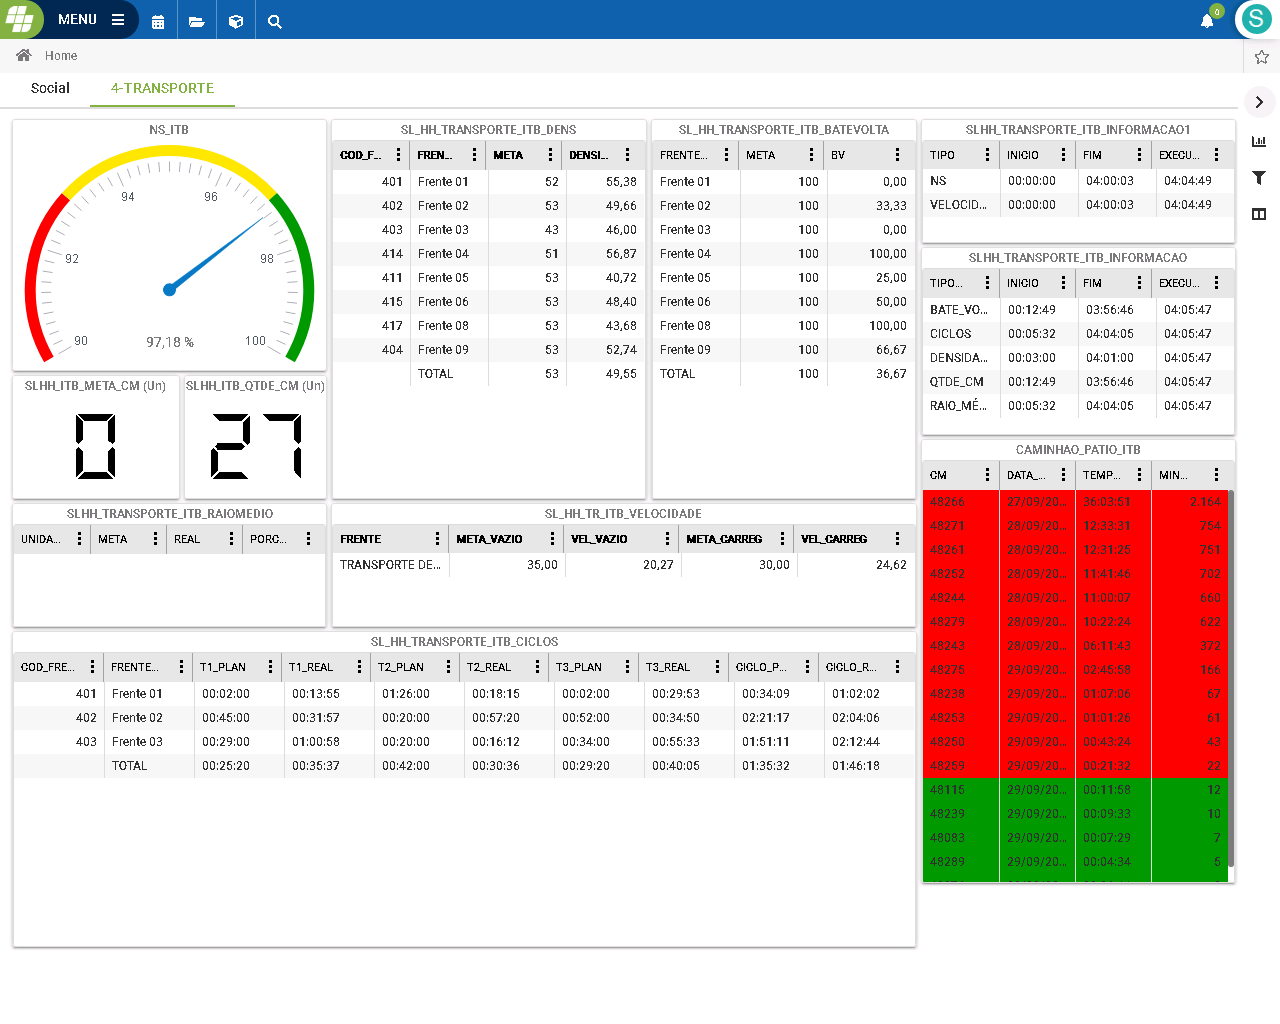 MENU
0
S
Home
Social
4-TRANSPORTE
NS_ITB
90
92
94
96
98
100
97,18 %
SLHH_ITB_META_CM (Un)
0
SLHH_ITB_QTDE_CM (Un)
27
SL_HH_TRANSPORTE_ITB_DENS
COD_F... FREN... META DENSI...
401 Frente 01 52 55,38
402 Frente 02 53 49,66
403 Frente 03 43 46,00
414 Frente 04 51 56,87
411 Frente 05 53 40,72
415 Frente 06 53 48,40
417 Frente 08 53 43,68
404 Frente 09 53 52,74
TOTAL 53 49,55
SL_HH_TRANSPORTE_ITB_BATEVOLTA
FRENTE... META BV
Frente 01 100 0,00
Frente 02 100 33,33
Frente 03 100 0,00
Frente 04 100 100,00
Frente 05 100 25,00
Frente 06 100 50,00
Frente 08 100 100,00
Frente 09 100 66,67
TOTAL 100 36,67
SLHH_TRANSPORTE_ITB_INFORMACAO1
TIPO INICIO FIM EXECU...
NS 00:00:00 04:00:03 04:04:49
VELOCID... 00:00:00 04:00:03 04:04:49
SLHH_TRANSPORTE_ITB_INFORMACAO
TIPO... INICIO FIM EXECU...
BATE_VO... 00:12:49 03:56:46 04:05:47
CICLOS 00:05:32 04:04:05 04:05:47
DENSIDA... 00:03:00 04:01:00 04:05:47
QTDE_CM 00:12:49 03:56:46 04:05:47
RAIO_MÉ... 00:05:32 04:04:05 04:05:47
SLHH_TRANSPORTE_ITB_RAIOMEDIO
UNIDA... META REAL PORC...
SL_HH_TR_ITB_VELOCIDADE
FRENTE META_VAZIO VEL_VAZIO META_CARREG VEL_CARREG
TRANSPORTE DE... 35,00 20,27 30,00 24,62
SL_HH_TRANSPORTE_ITB_CICLOS
COD_FRE... FRENTE... T1_PLAN T1_REAL T2_PLAN T2_REAL T3_PLAN T3_REAL CICLO_P... CICLO_R...
401 Frente 01 00:02:00 00:13:55 01:26:00 00:18:15 00:02:00 00:29:53 00:34:09 01:02:02
402 Frente 02 00:45:00 00:31:57 00:20:00 00:57:20 00:52:00 00:34:50 02:21:17 02:04:06
403 Frente 03 00:29:00 01:00:58 00:20:00 00:16:12 00:34:00 00:55:33 01:51:11 02:12:44
TOTAL 00:25:20 00:35:37 00:42:00 00:30:36 00:29:20 00:40:05 01:35:32 01:46:18
CAMINHAO_PATIO_ITB
CM DATA_... TEMP... MIN...
48266 27/09/20... 36:03:51 2.164
48271 28/09/20... 12:33:31 754
48261 28/09/20... 12:31:25 751
48252 28/09/20... 11:41:46 702
48244 28/09/20... 11:00:07 660
48279 28/09/20... 10:22:24 622
48243 28/09/20... 06:11:43 372
48275 29/09/20... 02:45:58 166
48238 29/09/20... 01:07:06 67
48253 29/09/20... 01:01:26 61
48250 29/09/20... 00:43:24 43
48259 29/09/20... 00:21:32 22
48115 29/09/20... 00:11:58 12
48239 29/09/20... 00:09:33 10
48083 29/09/20... 00:07:29 7
48289 29/09/20... 00:04:34 5